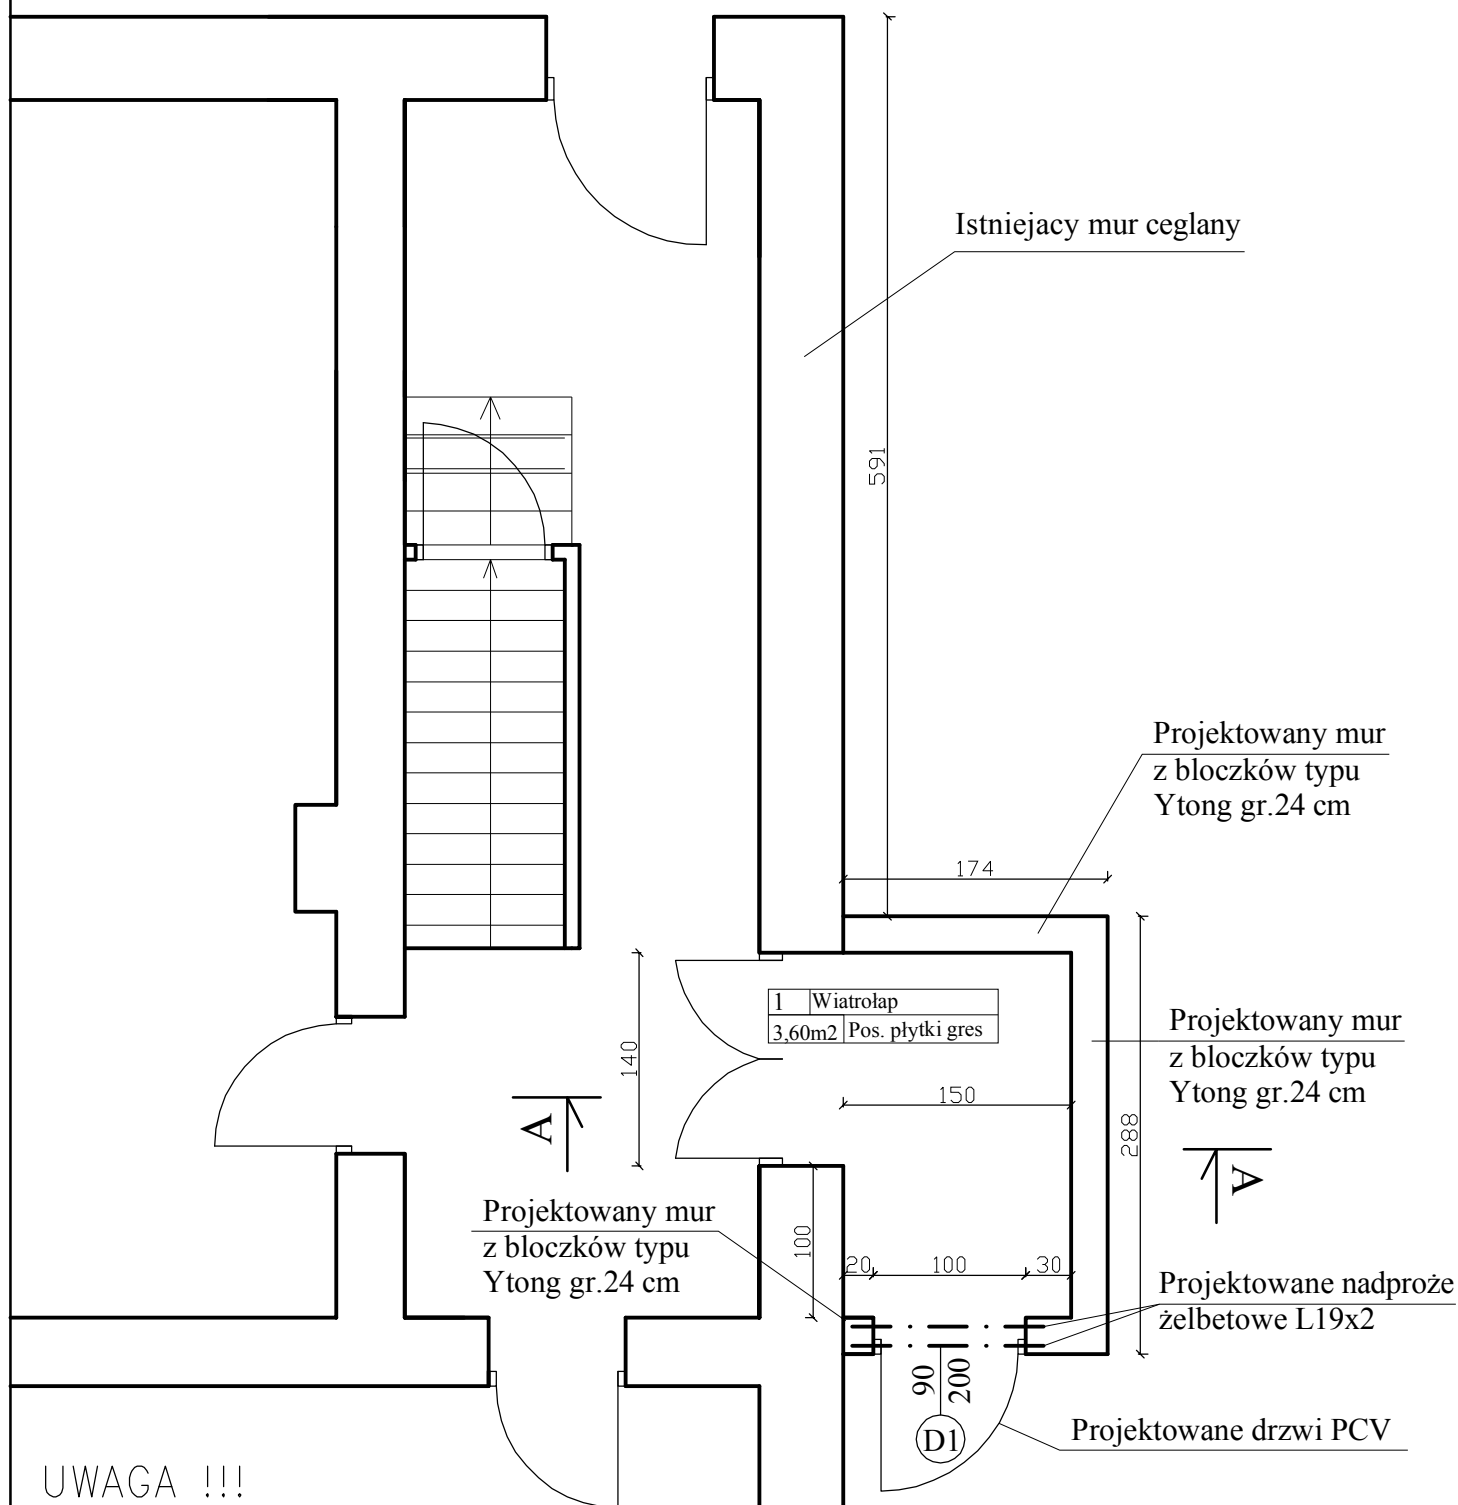 Istniejacy mur ceglany
591
Projektowany mur
z bloczków typu
Ytong gr.24 cm
174
1 Wiatrołap
3,60m2 Pos. płytki gres
Projektowany mur
z bloczków typu
Ytong gr.24 cm
140
150
288
A
A
Projektowany mur
z bloczków typu
Ytong gr.24 cm
100
20 100 30
Projektowane nadproże
żelbetowe L19x2
90
200
D1
Projektowane drzwi PCV
UWAGA !!!